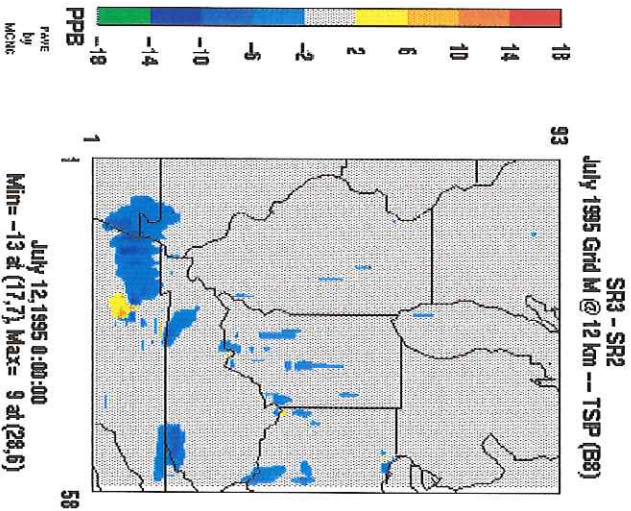 SR3 - SR2
July 1995 Grid M @ 12 km --- TSIP (B8)
18
14
10
6
2
-2
-6
-10
-14
-18
PPB
PAVE
by
MCNC
93
1
1
58
July 12,1995 0:00:00
Min= -13 at (17,7), Max= 9 at (28,6)